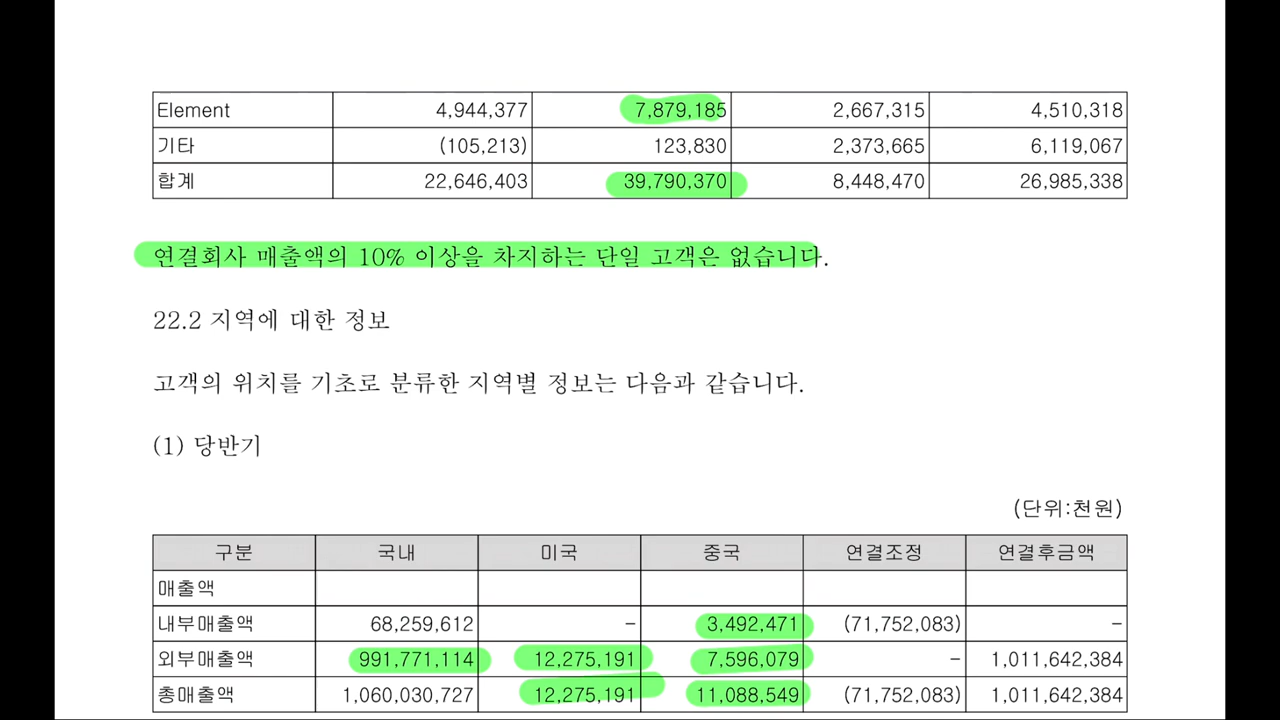 Element 4,944,377 7,879,185 2,667,315 4,510,318
기타 (105,213) 123,830 2,373,665 6,119,067
합계 22,646,403 39,790,370 8,448,470 26,985,338
연결회사 매출액의 10% 이상을 차지하는 단일 고객은 없습니다.
22.2 지역에 대한 정보
고객의 위치를 기초로 분류한 지역별 정보는 다음과 같습니다.
(1) 당반기
(단위:천원)
구분 국내 미국 중국 연결조정 연결후금액
매출액
내부매출액 68,259,612 - 3,492,471 (71,752,083) -
외부매출액 991,771,114 12,275,191 7,596,079 - 1,011,642,384
총매출액 1,060,030,727 12,275,191 11,088,549 (71,752,083) 1,011,642,384